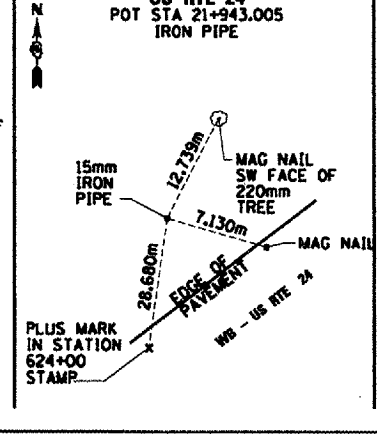 US RTE 24
POT STA 21+943.005
IRON PIPE
N
12.739m
MAG NAIL
SW FACE OF
220mm
TREE
15mm
IRON
PIPE
7.130m
MAG NAIL
28.680m
EDGE OF
PAVEMENT
WB - US RTE 24
PLUS MARK
IN STATION
624+00
STAMP